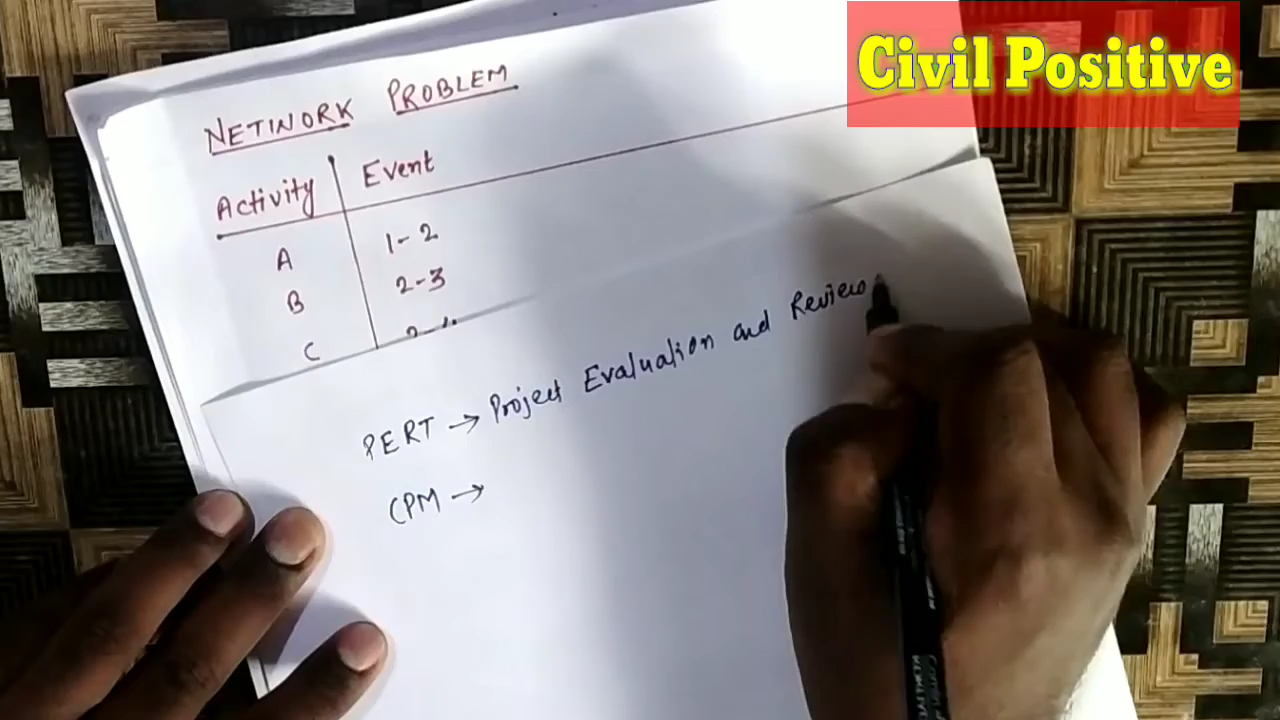 Civil Positive
NETWORK PROBLEM
Activity Event
A 1-2
B 2-3
C
PERT → Project Evaluation and Review
CPM →